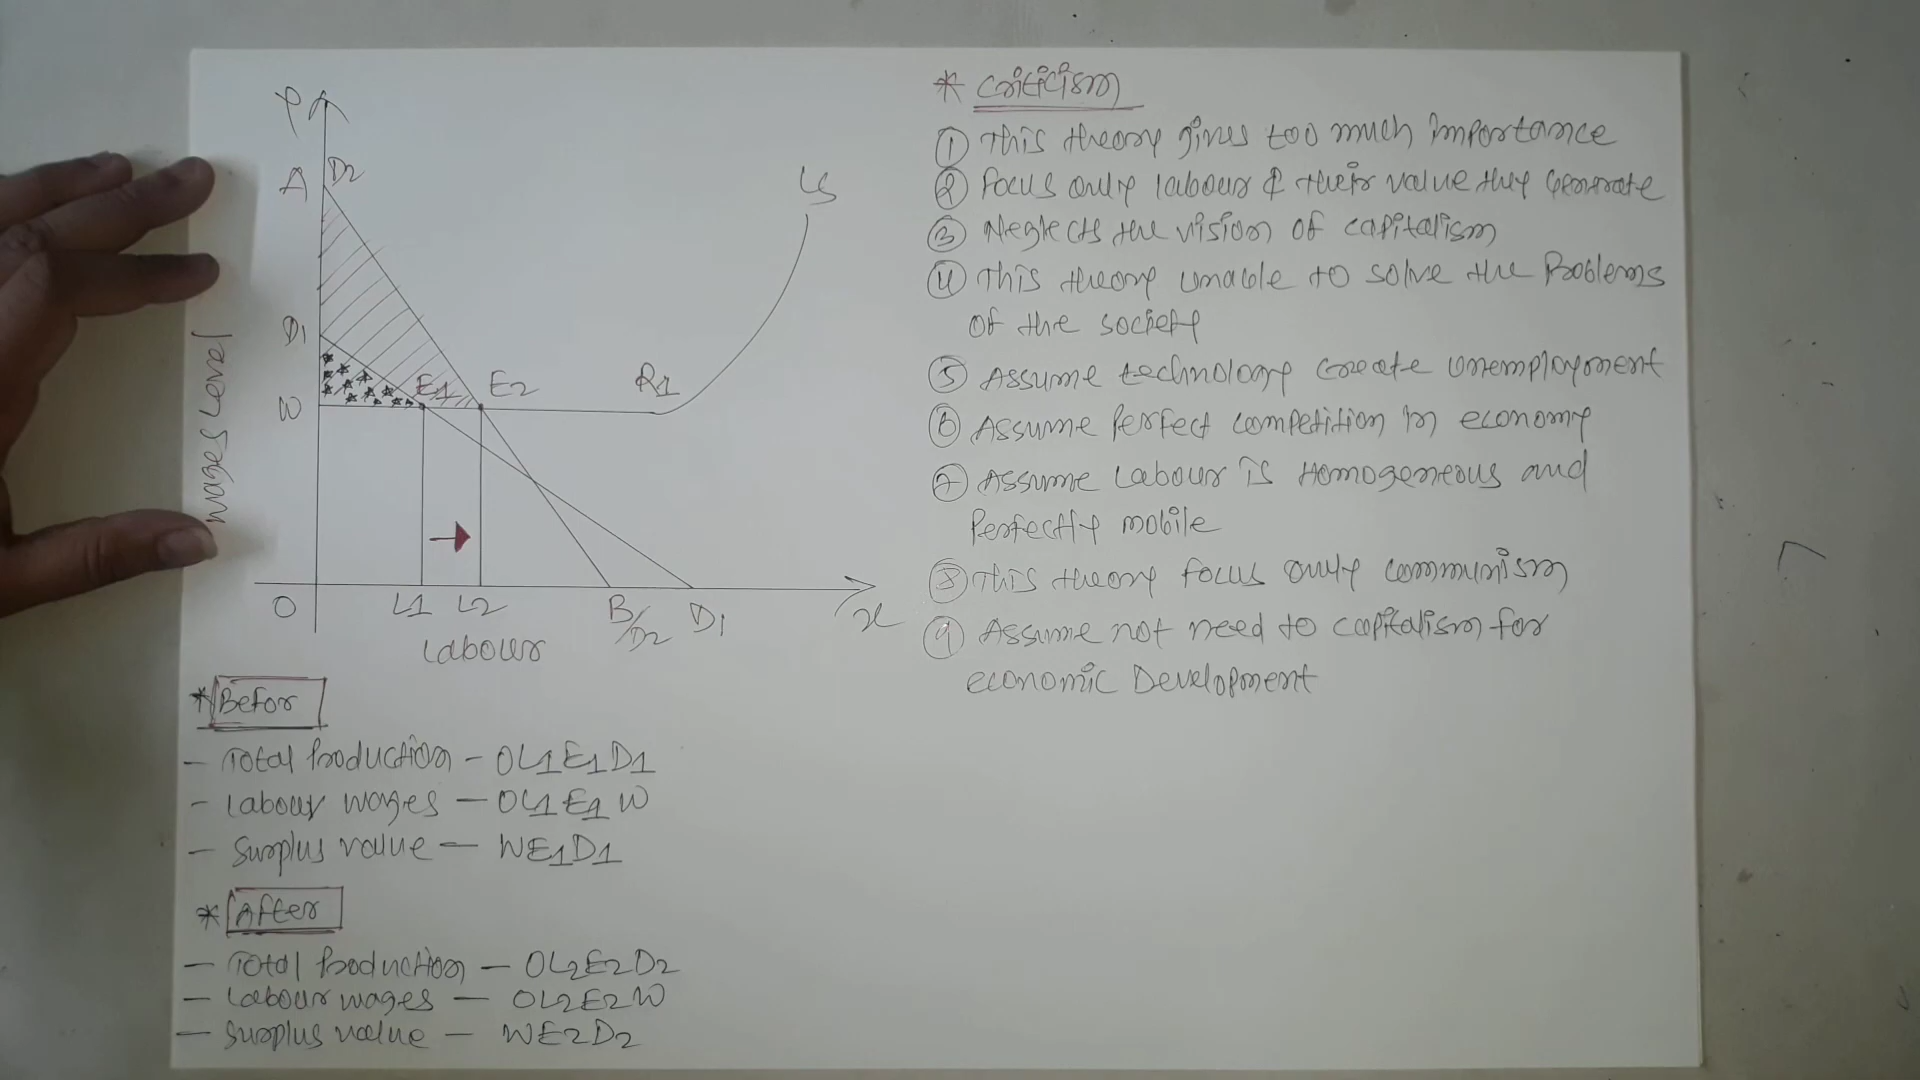 P
A
D2
D1
W
Wages Level
E1
E2
R1
LS
O
L1
L2
B/D2
D1
x
Labour
* Befor
- Total Production - OL1E1D1
- Labour wages - OL1E1W
- Surplus value - WE1D1
* After
- Total Production - OL2E2D2
- Labour wages - OL2E2W
- Surplus value - WE2D2
* Criticism
① This theory gives too much importance
② Focus only labour & their value they Generate
③ Neglects the vision of capitalism
④ This theory unable to solve the Problems
of the society
⑤ Assume technology create unemployment
⑥ Assume Perfect competition in economy
⑦ Assume Labour is Homogeneous and
Perfectly mobile
⑧ This theory focus only communism
⑨ Assume not need to capitalism for
economic Development